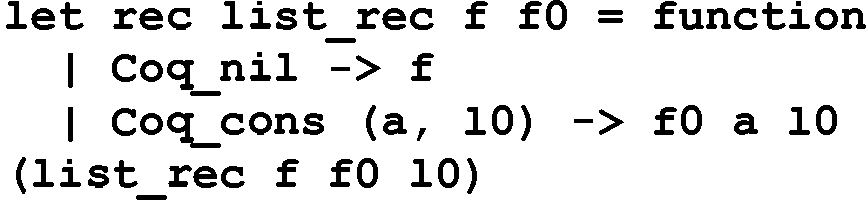 let rec list_rec f f0 = function
  | Coq_nil -> f
  | Coq_cons (a, l0) -> f0 a l0
(list_rec f f0 l0)